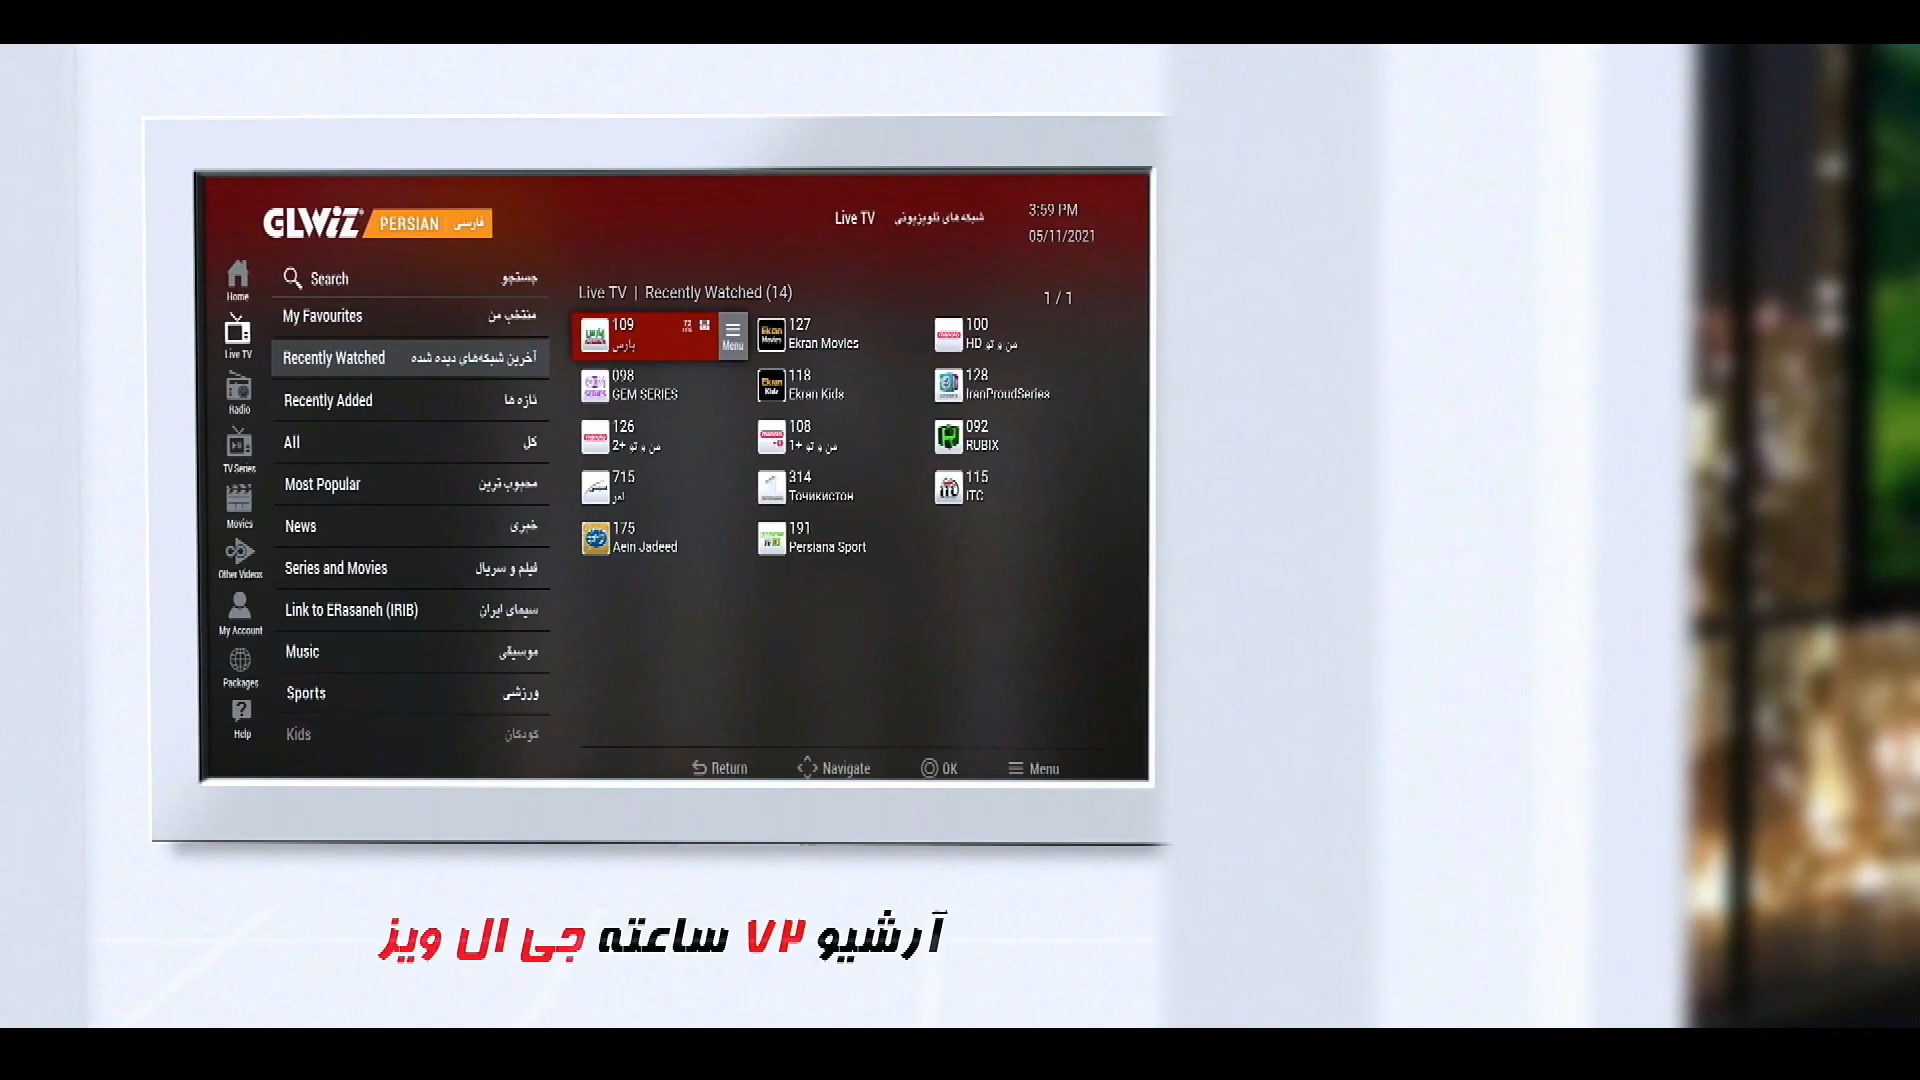 GLWiZ PERSIAN | فارسی
Live TV شبکه های تلویزیونی
3:59 PM
05/11/2021
Home
Live TV
Radio
TV Series
Movies
Other Videos
My Account
Packages
Help
Search جستجو
My Favourites منتخب من
Recently Watched آخرین شبکه‌های دیده شده
Recently Added تازه ها
All کل
Most Popular محبوب ترین
News خبری
Series and Movies فیلم و سریال
Link to ERasaneh (IRIB) سیمای ایران
Music موسیقی
Sports ورزشی
Kids کودکان
Live TV | Recently Watched (14)
1 / 1
109
پارس
72
Menu
127
Ekran Movies
100
من و تو HD
098
GEM SERIES
118
Ekran Kids
128
IranProudSeries
126
من و تو +2
108
من و تو +1
092
RUBIX
715
314
Тоҷикистон
115
ITC
175
Aein Jadeed
191
Persiana Sport
Return Navigate OK Menu
آرشیو ۷۲ ساعته جی ال ویز